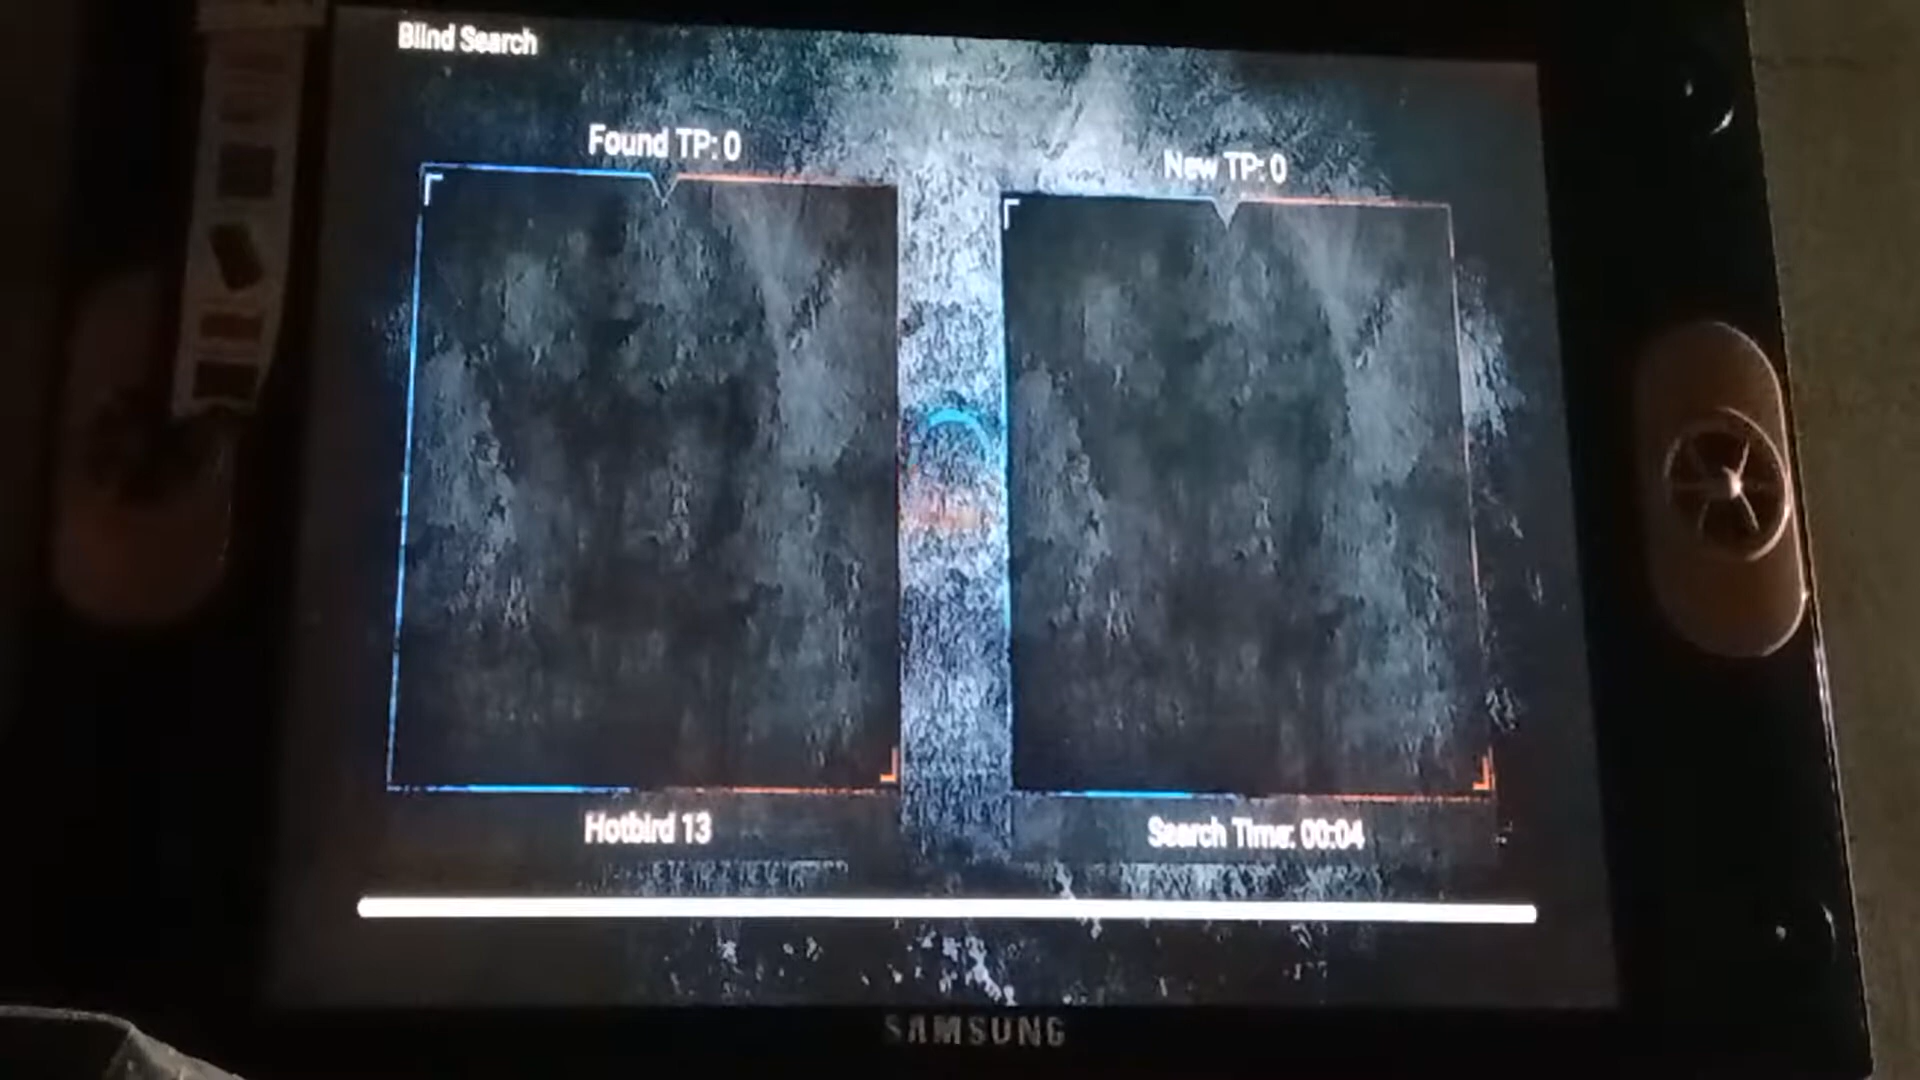 Blind Search
Found TP: 0
New TP: 0
Hotbird 13
Search Time: 00:04
SAMSUNG